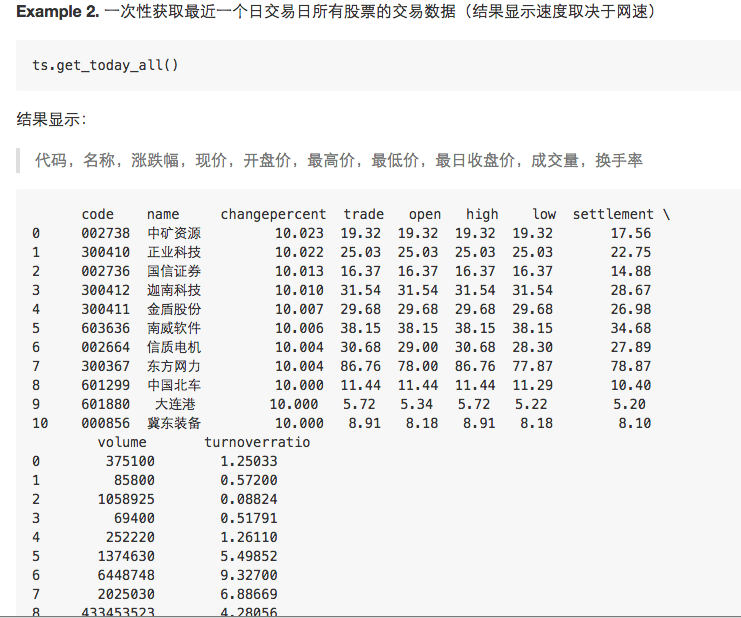 Example 2. 一次性获取最近一个日交易日所有股票的交易数据（结果显示速度取决于网速）
ts.get_today_all()
结果显示：
代码，名称，涨跌幅，现价，开盘价，最高价，最低价，最日收盘价，成交量，换手率
code name changepercent trade open high low settlement \
0 002738 中矿资源 10.023 19.32 19.32 19.32 19.32 17.56
1 300410 正业科技 10.022 25.03 25.03 25.03 25.03 22.75
2 002736 国信证券 10.013 16.37 16.37 16.37 16.37 14.88
3 300412 迦南科技 10.010 31.54 31.54 31.54 31.54 28.67
4 300411 金盾股份 10.007 29.68 29.68 29.68 29.68 26.98
5 603636 南威软件 10.006 38.15 38.15 38.15 38.15 34.68
6 002664 信质电机 10.004 30.68 29.00 30.68 28.30 27.89
7 300367 东方网力 10.004 86.76 78.00 86.76 77.87 78.87
8 601299 中国北车 10.000 11.44 11.44 11.44 11.29 10.40
9 601880 大连港 10.000 5.72 5.34 5.72 5.22 5.20
10 000856 冀东装备 10.000 8.91 8.18 8.91 8.18 8.10
volume turnoverratio
0 375100 1.25033
1 85800 0.57200
2 1058925 0.08824
3 69400 0.51791
4 252220 1.26110
5 1374630 5.49852
6 6448748 9.32700
7 2025030 6.88669
8 433453523 4.28056